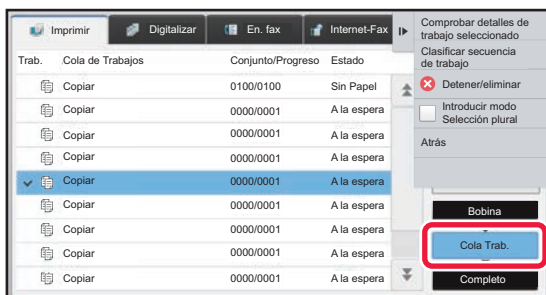 Imprimir
Digitalizar
En. fax
Internet-Fax
Comprobar detalles de
trabajo seleccionado
Clasificar secuencia
de trabajo
Detener/eliminar
Introducir modo
Selección plural
Atrás
Trab. Cola de Trabajos Conjunto/Progreso Estado
Copiar 0100/0100 Sin Papel
Copiar 0000/0001 A la espera
Copiar 0000/0001 A la espera
Copiar 0000/0001 A la espera
Copiar 0000/0001 A la espera
Copiar 0000/0001 A la espera
Copiar 0000/0001 A la espera
Copiar 0000/0001 A la espera
Copiar 0000/0001 A la espera
Bobina
Cola Trab.
Completo